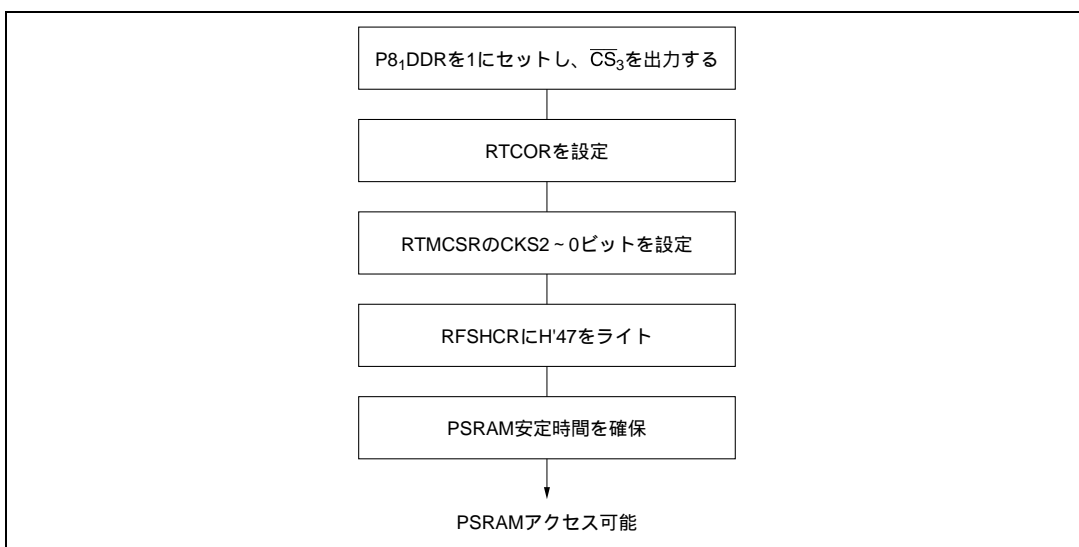 P8₁DDRを1にセットし、C̅S̅₃を出力する
RTCORを設定
RTMCSRのCKS2~0ビットを設定
RFSHCRにH'47をライト
PSRAM安定時間を確保
PSRAMアクセス可能